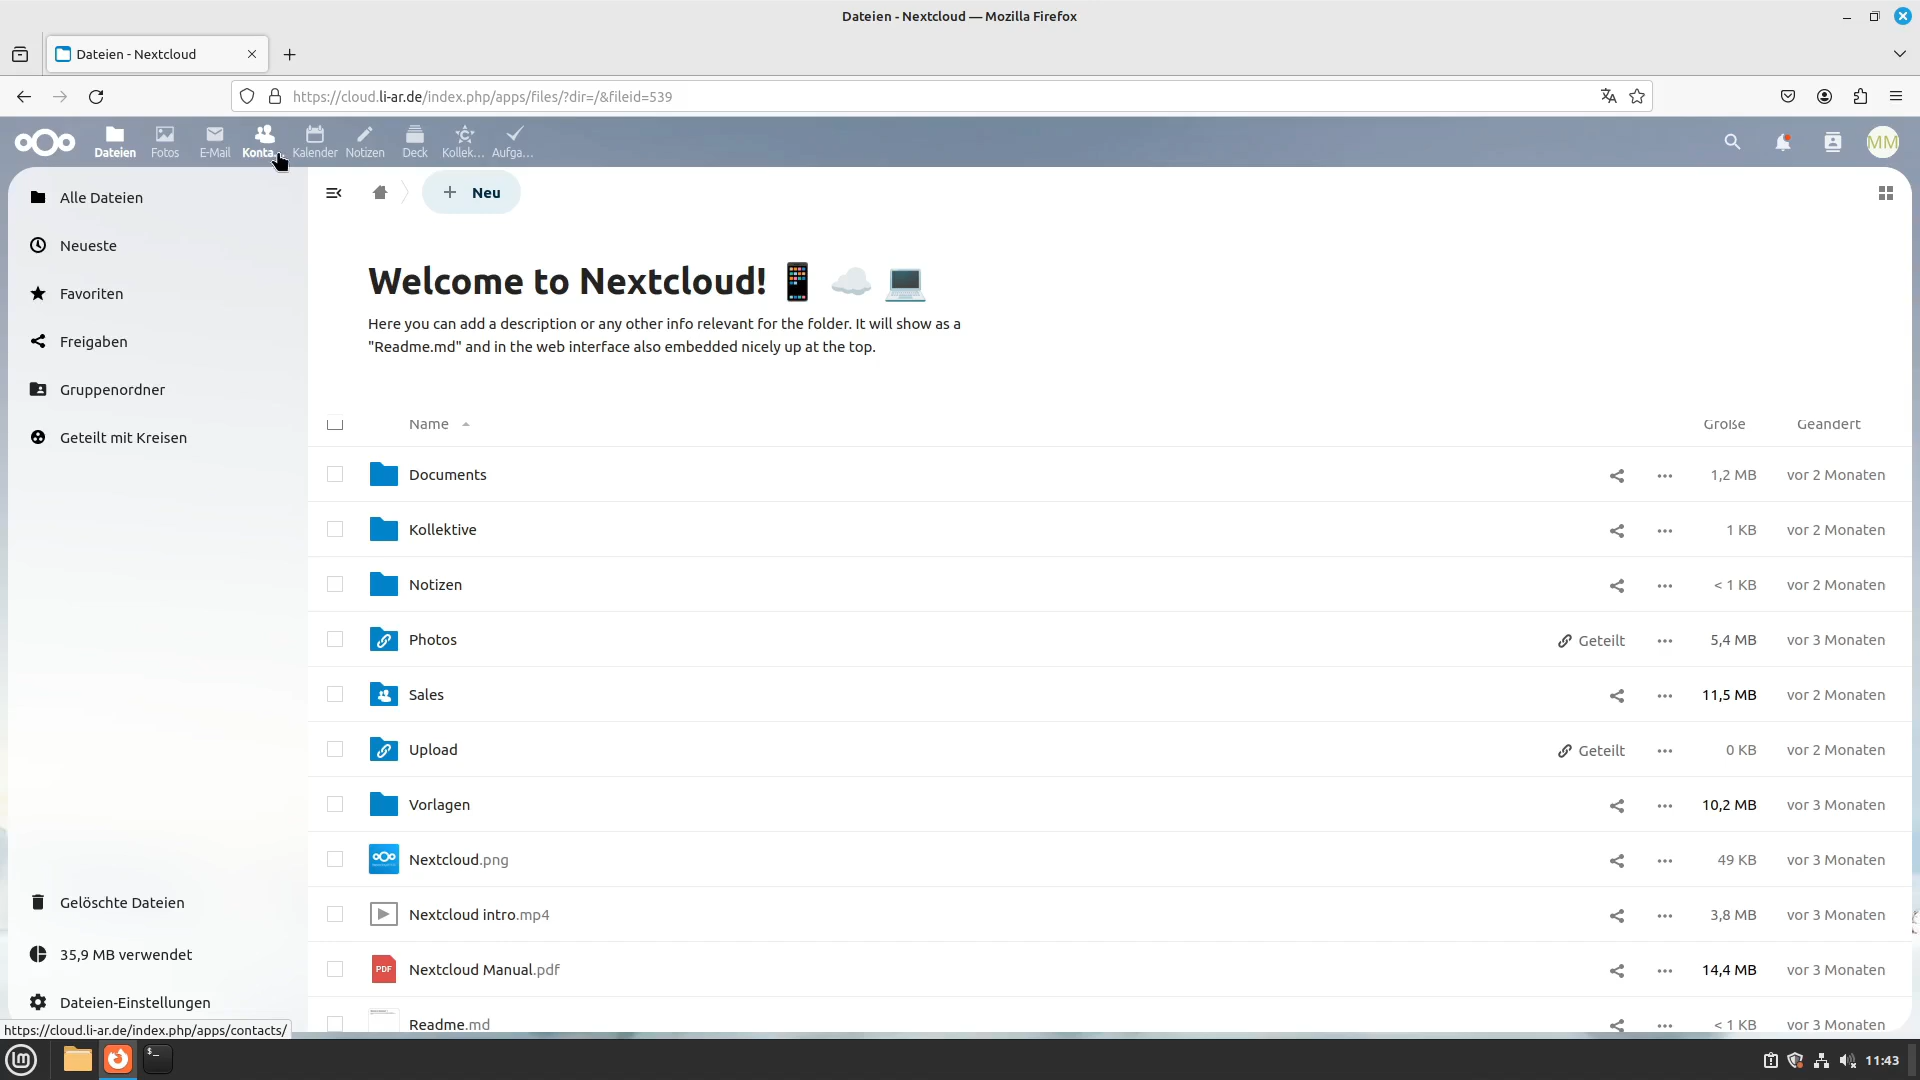 Dateien - Nextcloud — Mozilla Firefox
Dateien - Nextcloud
https://cloud.li-ar.de/index.php/apps/files/?dir=/&fileid=539
Dateien
Fotos
E-Mail
Konta...
Kalender
Notizen
Deck
Kollek...
Aufga...
MM
Alle Dateien
Neueste
Favoriten
Freigaben
Gruppenordner
Geteilt mit Kreisen
Gelöschte Dateien
35,9 MB verwendet
Dateien-Einstellungen
https://cloud.li-ar.de/index.php/apps/contacts/
+ Neu
Welcome to Nextcloud! 📱 ☁️ 💻
Here you can add a description or any other info relevant for the folder. It will show as a
"Readme.md" and in the web interface also embedded nicely up at the top.
Name Größe Geändert
Documents 1,2 MB vor 2 Monaten
Kollektive 1 KB vor 2 Monaten
Notizen < 1 KB vor 2 Monaten
Photos Geteilt 5,4 MB vor 3 Monaten
Sales 11,5 MB vor 2 Monaten
Upload Geteilt 0 KB vor 2 Monaten
Vorlagen 10,2 MB vor 3 Monaten
Nextcloud.png 49 KB vor 3 Monaten
Nextcloud intro.mp4 3,8 MB vor 3 Monaten
PDF Nextcloud Manual.pdf 14,4 MB vor 3 Monaten
Readme.md < 1 KB vor 3 Monaten
11:43